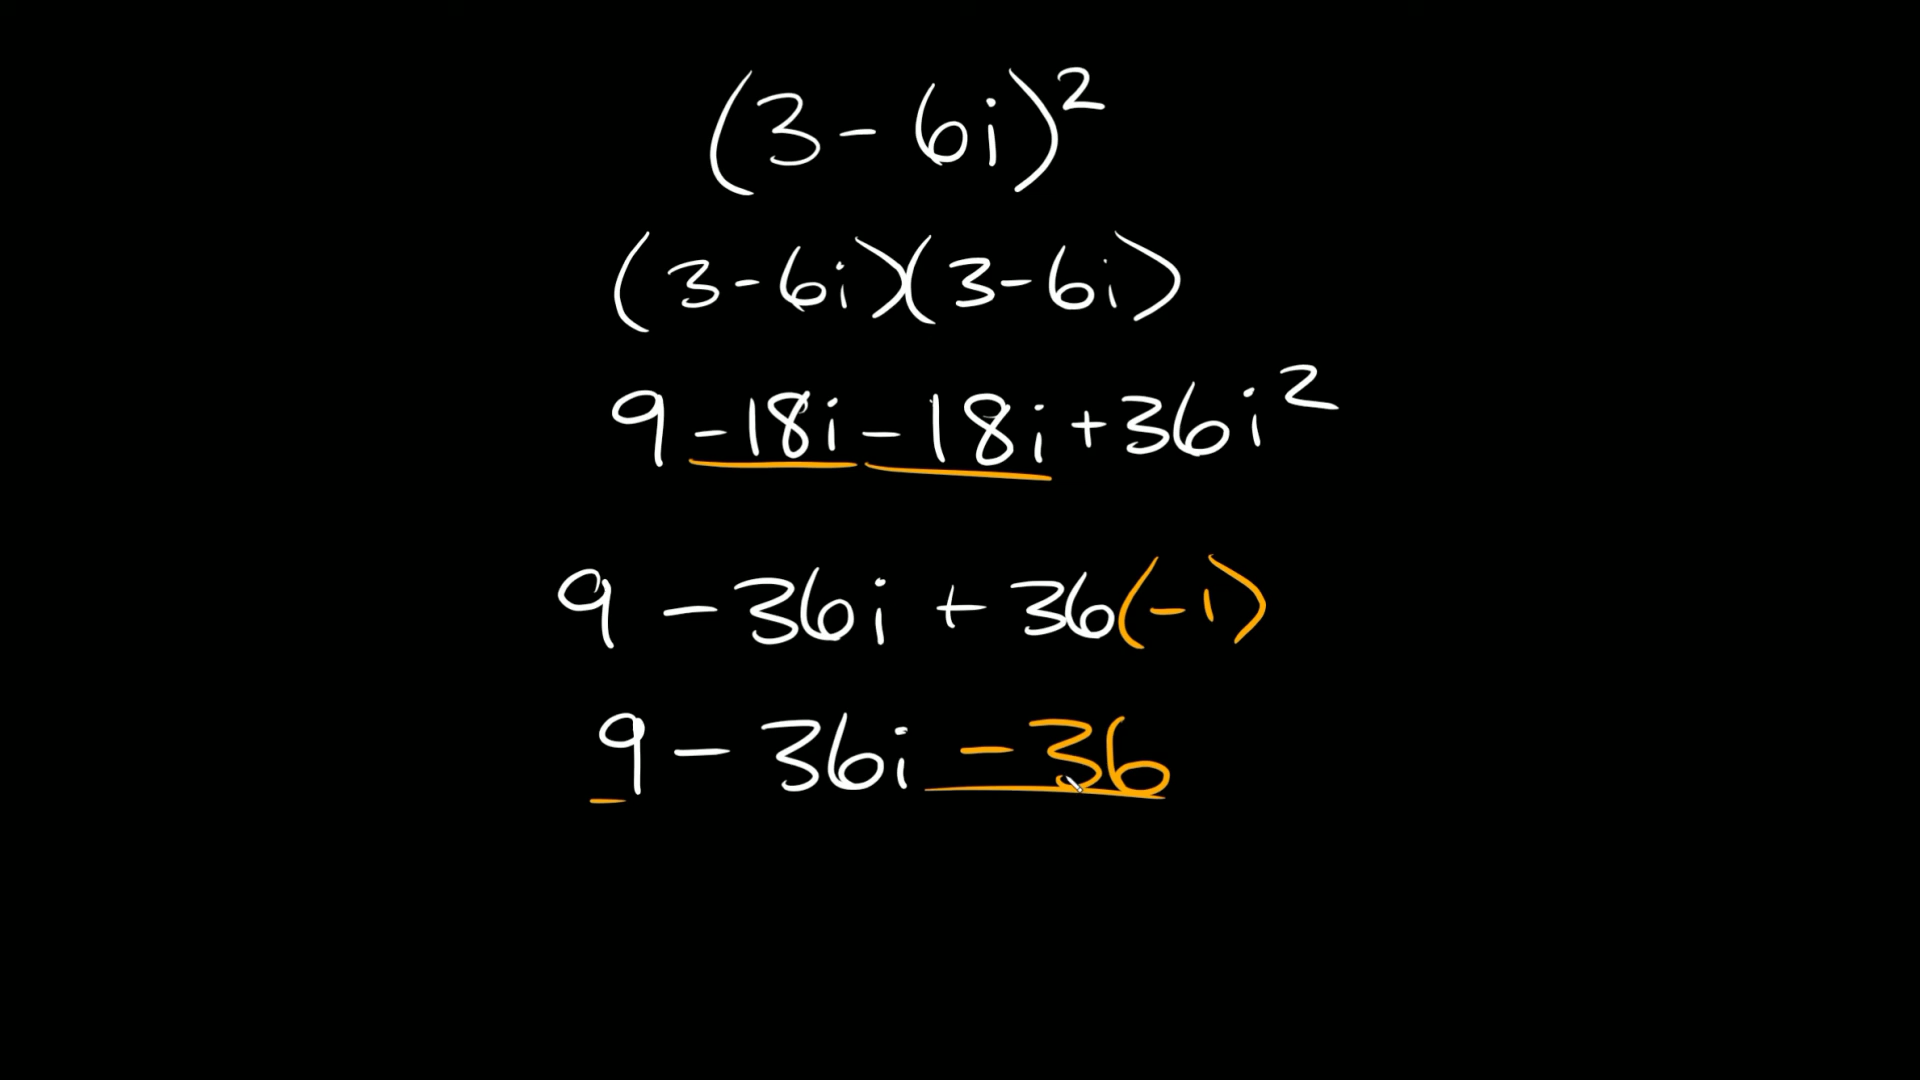 (3 - 6i)²
(3 - 6i)(3 - 6i)
9 - 18i - 18i + 36i²
9 - 36i + 36(-1)
9 - 36i - 36